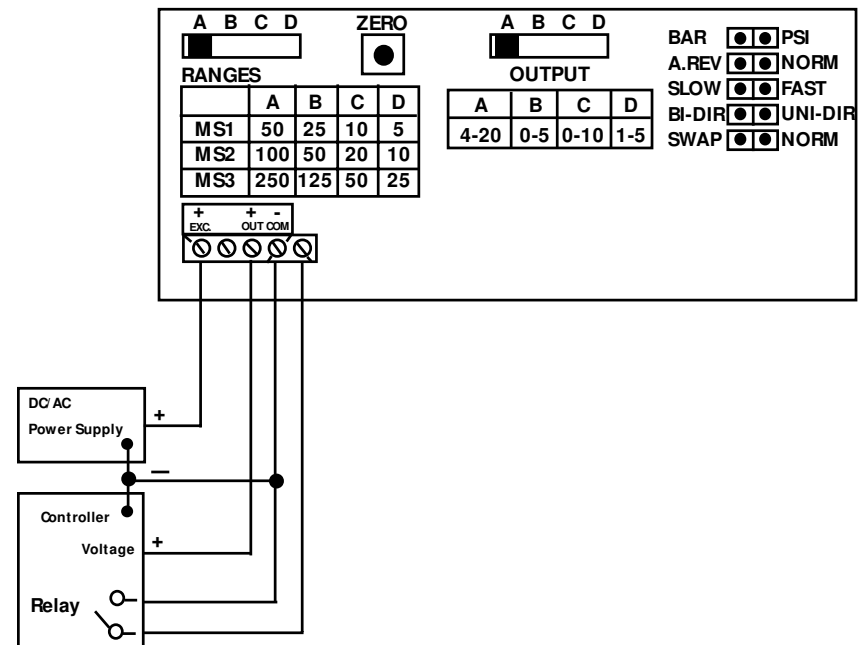 A B C D
ZERO
A B C D
RANGES
A B C D
MS1 50 25 10 5
MS2 100 50 20 10
MS3 250 125 50 25
OUTPUT
A B C D
4-20 0-5 0-10 1-5
BAR PSI
A.REV NORM
SLOW FAST
BI-DIR UNI-DIR
SWAP NORM
+ + -
EXC. OUT COM
DC/AC
Power Supply
+
–
Controller
Voltage
+
Relay